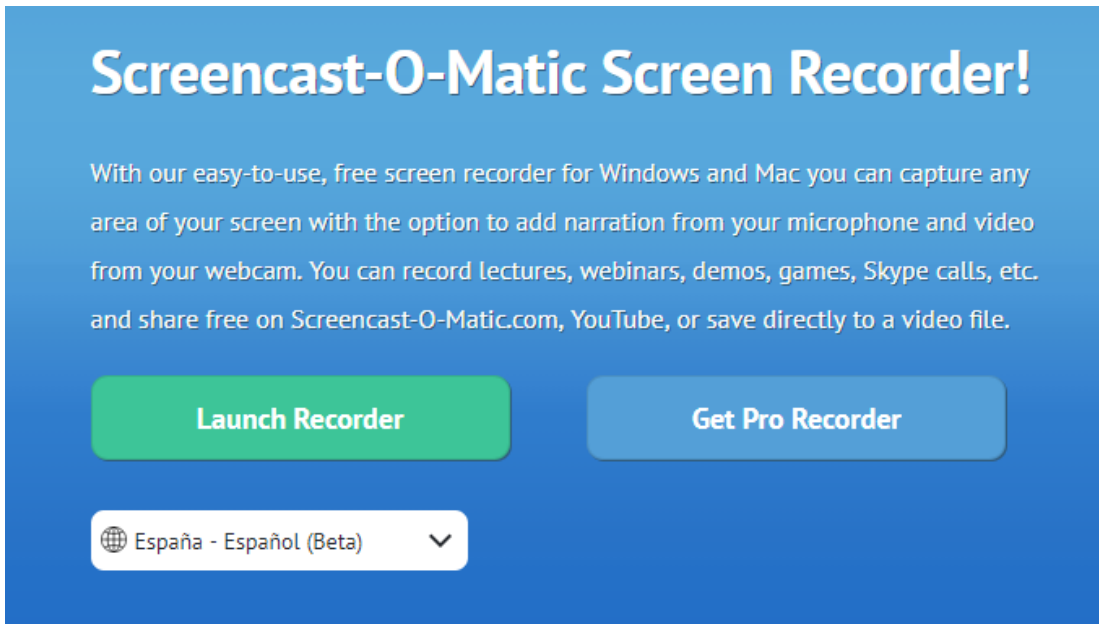 Screencast-O-Matic Screen Recorder!
With our easy-to-use, free screen recorder for Windows and Mac you can capture any
area of your screen with the option to add narration from your microphone and video
from your webcam. You can record lectures, webinars, demos, games, Skype calls, etc.
and share free on Screencast-O-Matic.com, YouTube, or save directly to a video file.
Launch Recorder
Get Pro Recorder
España - Español (Beta)